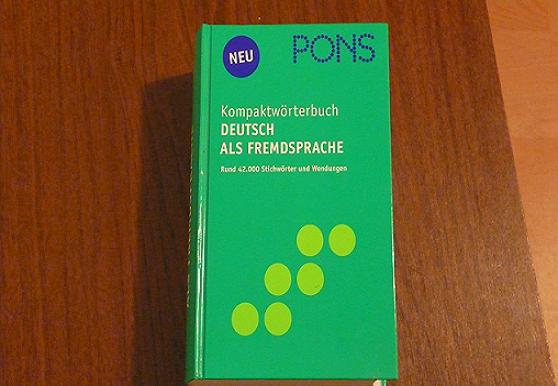 NEU
PONS
Kompaktwörterbuch
DEUTSCH
ALS FREMDSPRACHE
Rund 42.000 Stichwörter und Wendungen